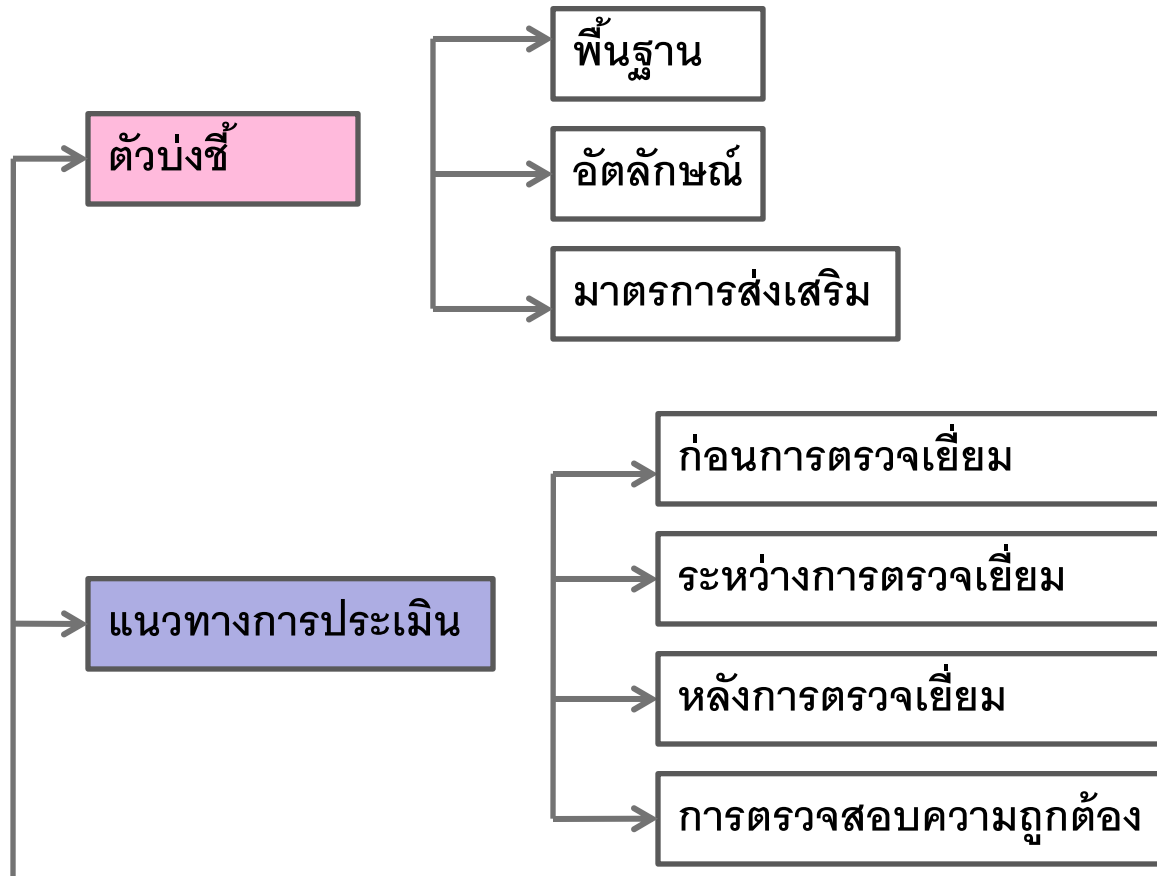 พื้นฐาน
ตัวบ่งชี้
อัตลักษณ์
มาตรการส่งเสริม
ก่อนการตรวจเยี่ยม
ระหว่างการตรวจเยี่ยม
แนวทางการประเมิน
หลังการตรวจเยี่ยม
การตรวจสอบความถูกต้อง